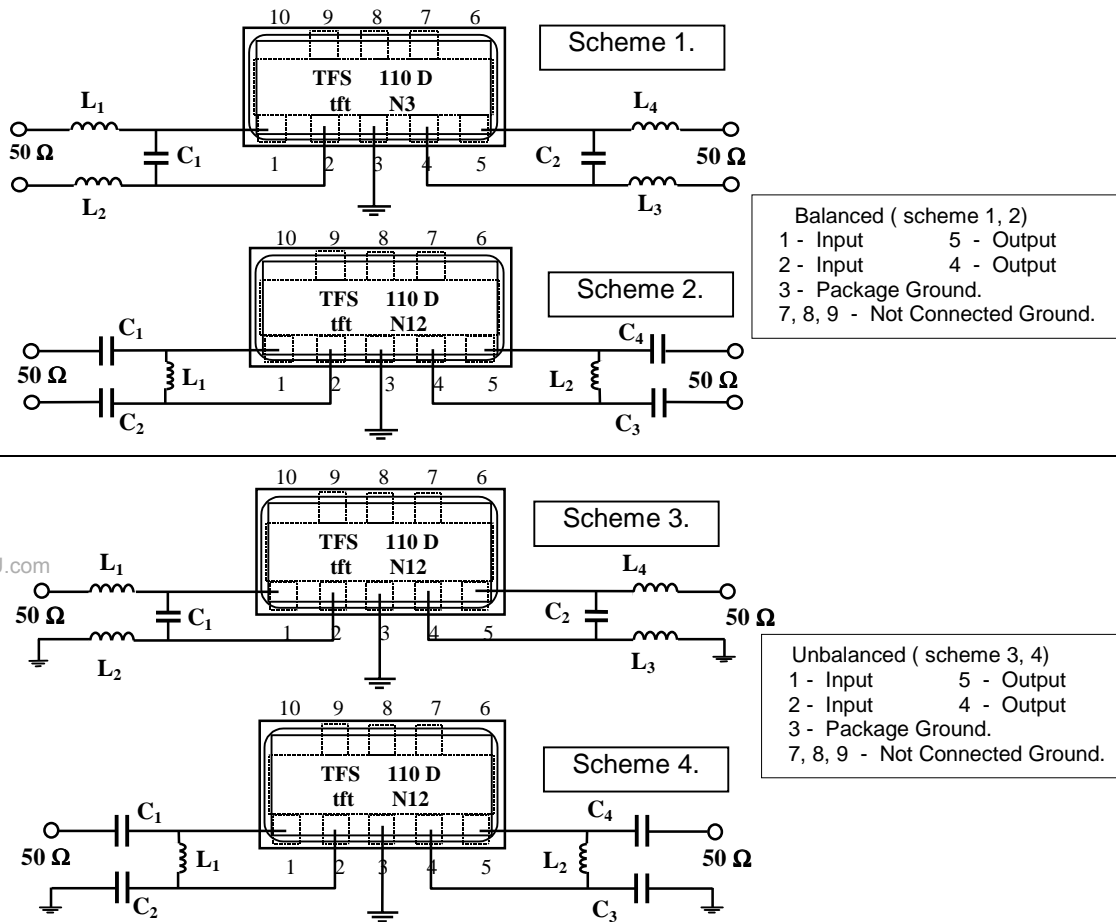 10 9 8 7 6
Scheme 1.
TFS 110 D
tft N3
L1 L4
50 Ω C1 1 2 3 4 5 C2 50 Ω
L2 L3
Balanced ( scheme 1, 2)
1 - Input 5 - Output
2 - Input 4 - Output
3 - Package Ground.
7, 8, 9 - Not Connected Ground.
10 9 8 7 6
Scheme 2.
TFS 110 D
tft N12
C1 C4
50 Ω L1 1 2 3 4 5 L2 50 Ω
C2 C3
10 9 8 7 6
Scheme 3.
TFS 110 D
tft N12
J.com
L1 L4
50 Ω C1 1 2 3 4 5 C2 50 Ω
L2 L3
Unbalanced ( scheme 3, 4)
1 - Input 5 - Output
2 - Input 4 - Output
3 - Package Ground.
7, 8, 9 - Not Connected Ground.
10 9 8 7 6
Scheme 4.
TFS 110 D
tft N12
C1 C4
50 Ω L1 1 2 3 4 5 L2 50 Ω
C2 C3